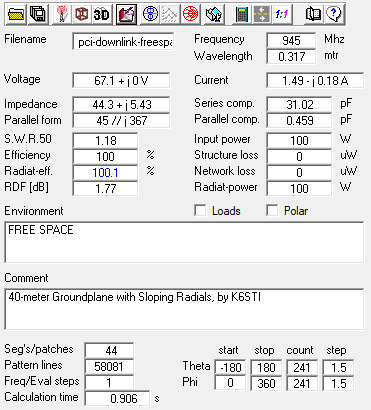 3D 1:1 ?
Filename pci-downlink-freespa Frequency 945 Mhz
Wavelength 0.317 mtr
Voltage 67.1 + j 0 V Current 1.49 - j 0.18 A
Impedance 44.3 + j 5.43 Series comp. 31.02 pF
Parallel form 45 // j 367 Parallel comp. 0.459 pF
S.W.R.50 1.18 Input power 100 W
Efficiency 100 % Structure loss 0 uW
Radiat-eff. 100.1 % Network loss 0 uW
RDF [dB] 1.77 Radiat-power 100 W
Environment Loads Polar
FREE SPACE
Comment
40-meter Groundplane with Sloping Radials, by K6STI
Seg's/patches 44 start stop count step
Pattern lines 58081 Theta -180 180 241 1.5
Freq/Eval steps 1 Phi 0 360 241 1.5
Calculation time 0.906 s